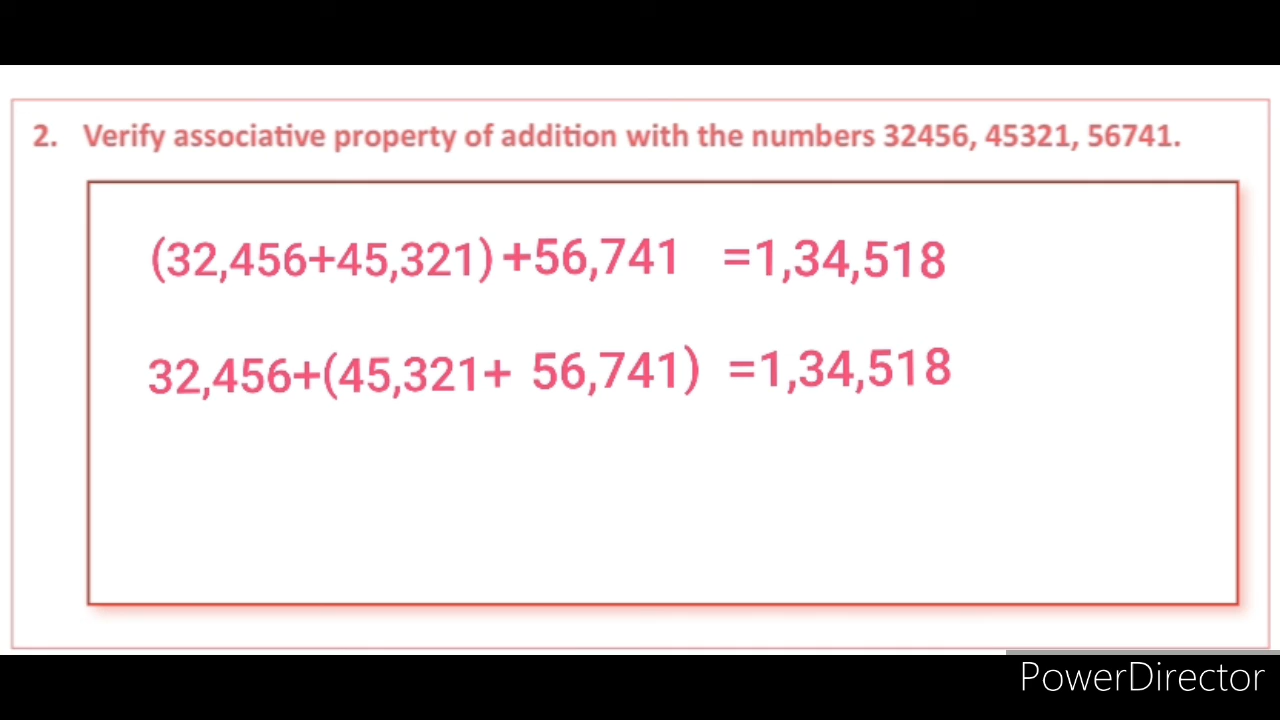 2. Verify associative property of addition with the numbers 32456, 45321, 56741.
(32,456+45,321)+56,741 =1,34,518
32,456+(45,321+ 56,741) =1,34,518
PowerDirector